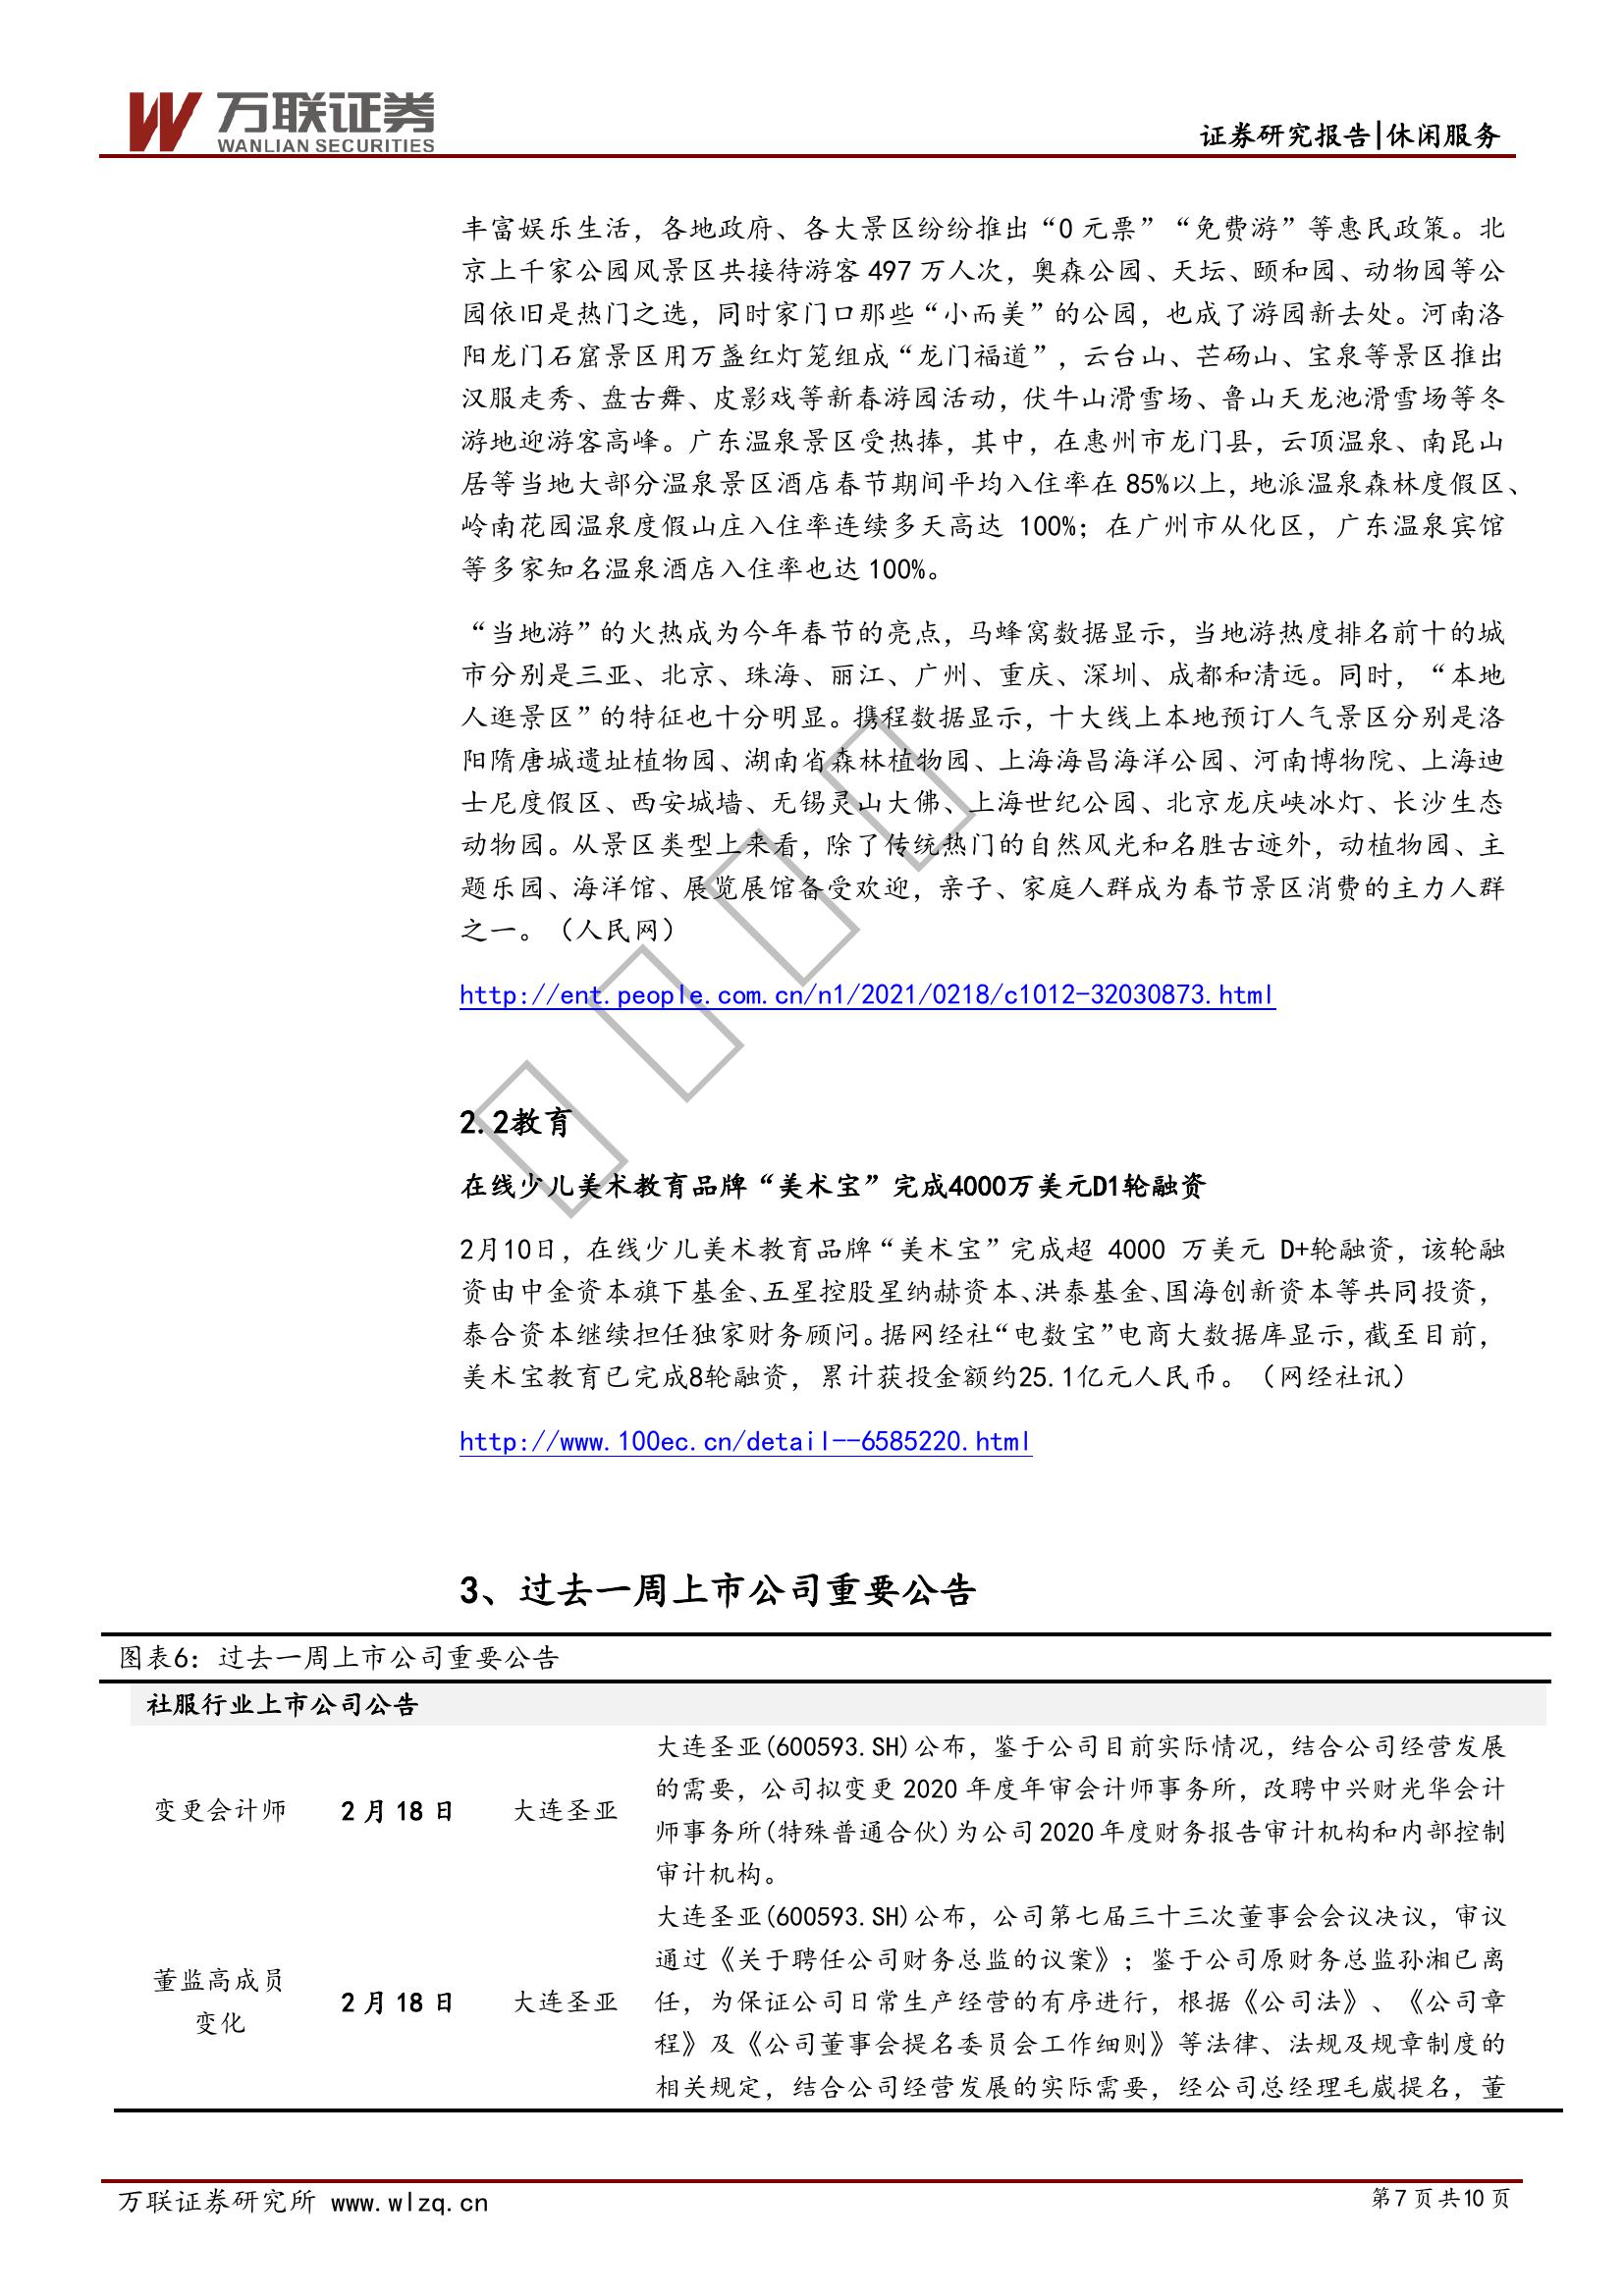 万联证券
WANLIAN SECURITIES
证券研究报告|休闲服务
丰富娱乐生活，各地政府、各大景区纷纷推出“0 元票”“免费游”等惠民政策。北
京上千家公园风景区共接待游客 497 万人次，奥森公园、天坛、颐和园、动物园等公
园依旧是热门之选，同时家门口那些“小而美”的公园，也成了游园新去处。河南洛
阳龙门石窟景区用万盏红灯笼组成“龙门福道”，云台山、芒砀山、宝泉等景区推出
汉服走秀、盘古舞、皮影戏等新春游园活动，伏牛山滑雪场、鲁山天龙池滑雪场等冬
游地迎游客高峰。广东温泉景区受热捧，其中，在惠州市龙门县，云顶温泉、南昆山
居等当地大部分温泉景区酒店春节期间平均入住率在 85%以上，地派温泉森林度假区、
岭南花园温泉度假山庄入住率连续多天高达 100%；在广州市从化区，广东温泉宾馆
等多家知名温泉酒店入住率也达 100%。
“当地游”的火热成为今年春节的亮点，马蜂窝数据显示，当地游热度排名前十的城
市分别是三亚、北京、珠海、丽江、广州、重庆、深圳、成都和清远。同时，“本地
人逛景区”的特征也十分明显。携程数据显示，十大线上本地预订人气景区分别是洛
阳隋唐城遗址植物园、湖南省森林植物园、上海海昌海洋公园、河南博物院、上海迪
士尼度假区、西安城墙、无锡灵山大佛、上海世纪公园、北京龙庆峡冰灯、长沙生态
动物园。从景区类型上来看，除了传统热门的自然风光和名胜古迹外，动植物园、主
题乐园、海洋馆、展览展馆备受欢迎，亲子、家庭人群成为春节景区消费的主力人群
之一。（人民网）
http://ent.people.com.cn/n1/2021/0218/c1012-32030873.html
2.2教育
在线少儿美术教育品牌“美术宝”完成4000万美元D1轮融资
2月10日，在线少儿美术教育品牌“美术宝”完成超 4000 万美元 D+轮融资，该轮融
资由中金资本旗下基金、五星控股星纳赫资本、洪泰基金、国海创新资本等共同投资，
泰合资本继续担任独家财务顾问。据网经社“电数宝”电商大数据库显示，截至目前，
美术宝教育已完成8轮融资，累计获投金额约25.1亿元人民币。（网经社讯）
http://www.100ec.cn/detail--6585220.html
3、过去一周上市公司重要公告
图表6：过去一周上市公司重要公告
社服行业上市公司公告
变更会计师 2 月 18 日 大连圣亚
大连圣亚(600593.SH)公布，鉴于公司目前实际情况，结合公司经营发展
的需要，公司拟变更 2020 年度年审会计师事务所，改聘中兴财光华会计
师事务所(特殊普通合伙)为公司2020年度财务报告审计机构和内部控制
审计机构。
董监高成员
变化
2 月 18 日 大连圣亚
大连圣亚(600593.SH)公布，公司第七届三十三次董事会会议决议，审议
通过《关于聘任公司财务总监的议案》；鉴于公司原财务总监孙湘已离
任，为保证公司日常生产经营的有序进行，根据《公司法》、《公司章
程》及《公司董事会提名委员会工作细则》等法律、法规及规章制度的
相关规定，结合公司经营发展的实际需要，经公司总经理毛崴提名，董
万联证券研究所 www.wlzq.cn
第 7 页 共 10 页